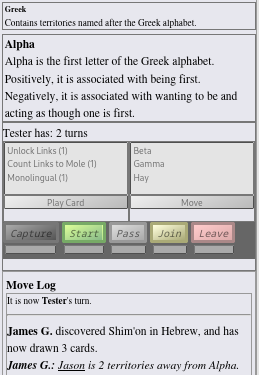 Greek
Contains territories named after the Greek alphabet.
Alpha
Alpha is the first letter of the Greek alphabet.
Positively, it is associated with being first.
Negatively, it is associated with wanting to be and
acting as though one is first.
Tester has: 2 turns
Unlock Links (1)
Count Links to Mole (1)
Monolingual (1)
Beta
Gamma
Hay
Play Card
Move
Capture
Start
Pass
Join
Leave
Move Log
It is now Tester's turn.
James G. discovered Shim'on in Hebrew, and has
now drawn 3 cards.
James G.: Jason is 2 territories away from Alpha.